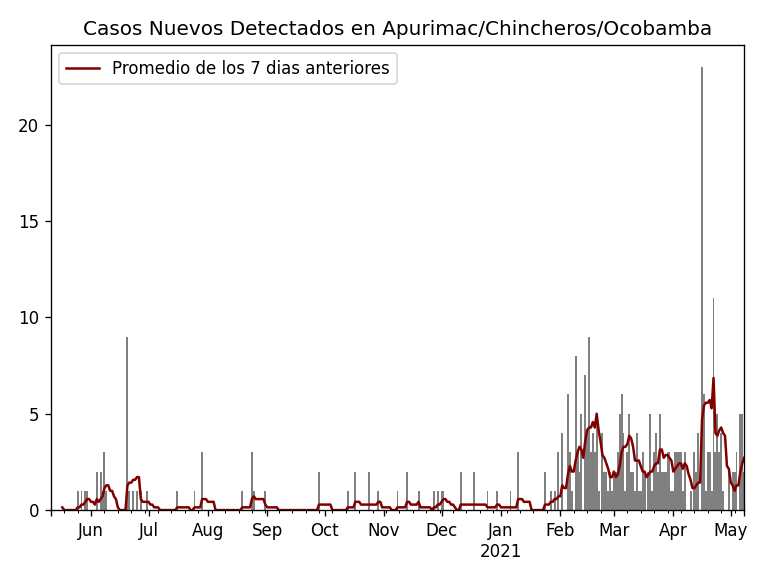 Casos Nuevos Detectados en Apurimac/Chincheros/Ocobamba
Promedio de los 7 dias anteriores
20
15
10
5
0
Jun Jul Aug Sep Oct Nov Dec Jan Feb Mar Apr May
2021